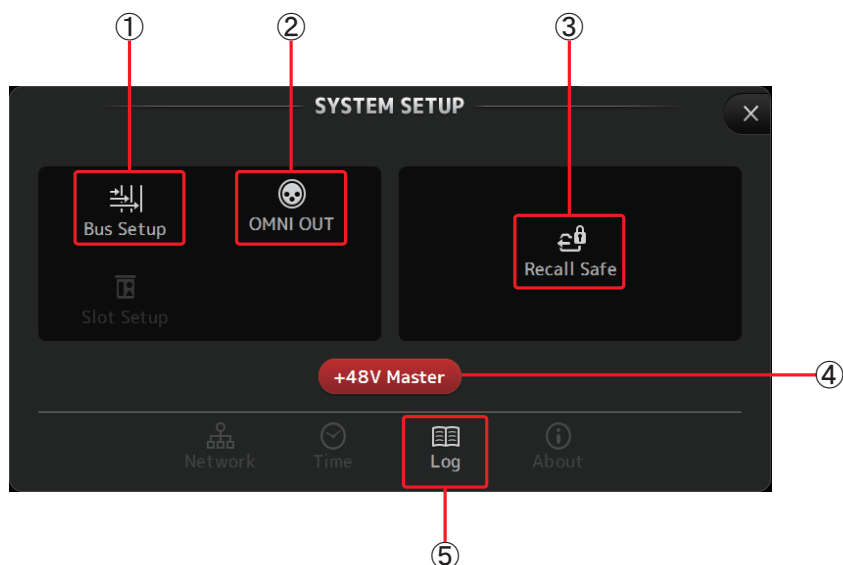 ① ② ③
SYSTEM SETUP
Bus Setup OMNI OUT
Recall Safe
Slot Setup
+48V Master ④
Network Time Log About
⑤